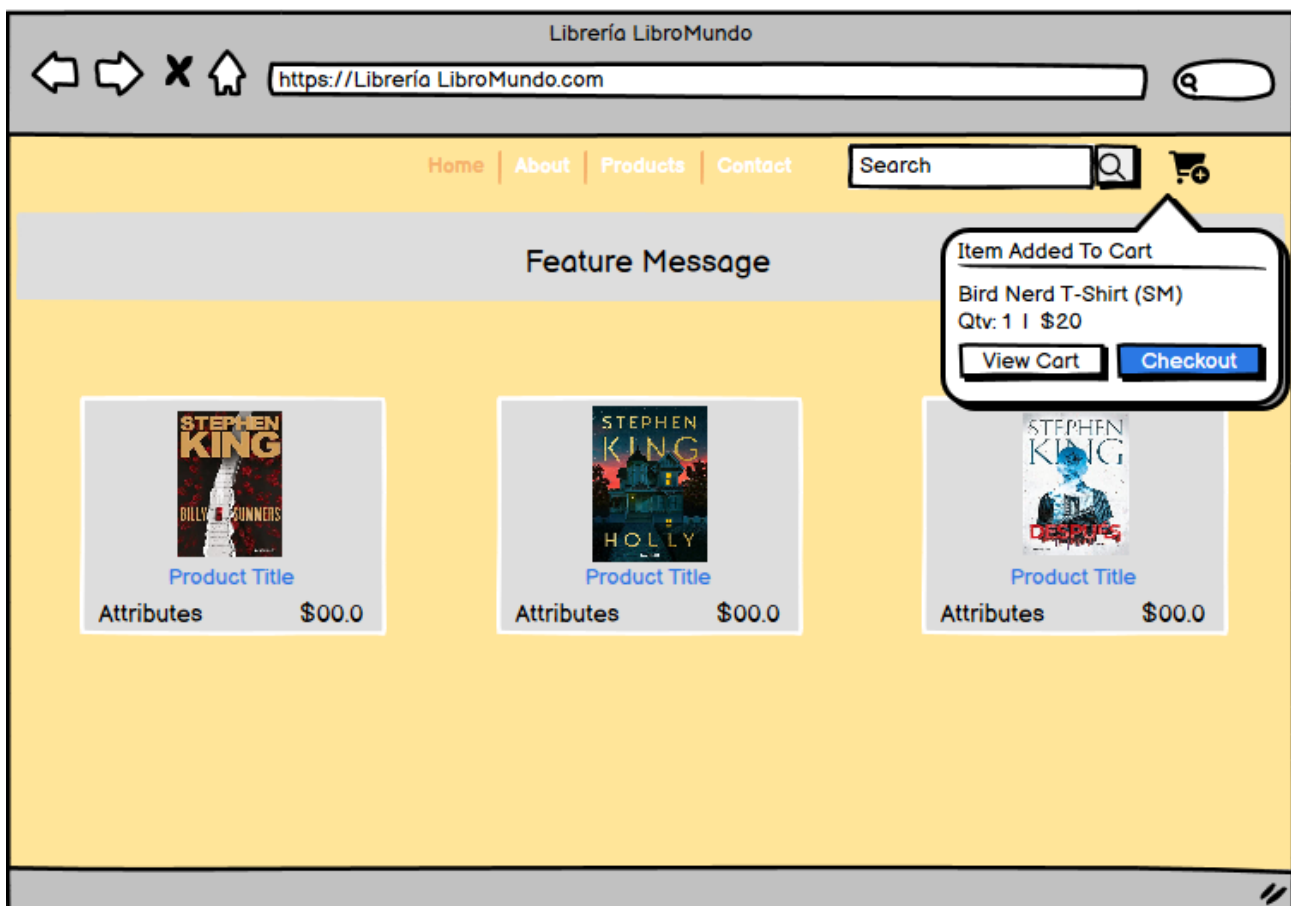 Librería LibroMundo
https://Librería LibroMundo.com
Home About Products Contact Search
Feature Message
Item Added To Cart
Bird Nerd T-Shirt (SM)
Qty: 1 | $20
View Cart Checkout
STEPHEN
KING
BILLY SUMMERS
Product Title
Attributes $00.0
STEPHEN
KING
HOLLY
Product Title
Attributes $00.0
STEPHEN
KING
DESPUÉS
Product Title
Attributes $00.0